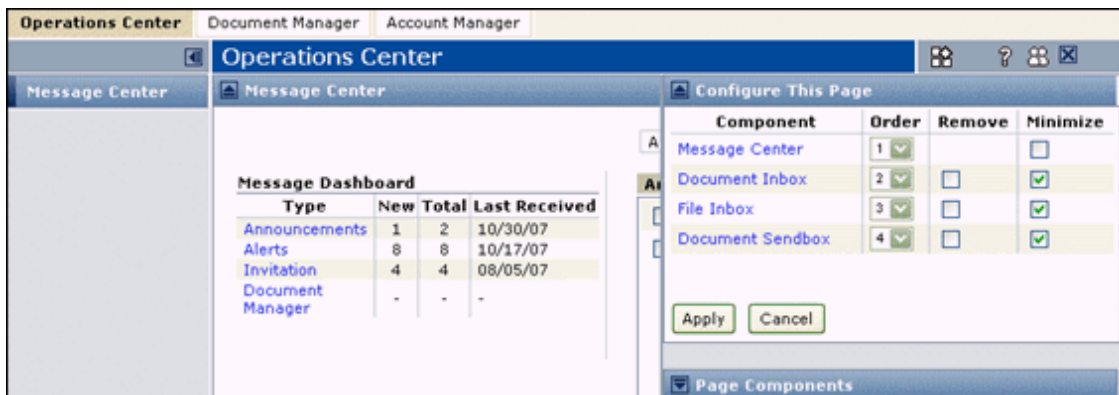 Operations Center Document Manager Account Manager
Operations Center
Message Center
Message Center
Message Dashboard
Type New Total Last Received
Announcements 1 2 10/30/07
Alerts 8 8 10/17/07
Invitation 4 4 08/05/07
Document Manager - - -
Configure This Page
Component Order Remove Minimize
Message Center 1
Document Inbox 2
File Inbox 3
Document Sendbox 4
Apply Cancel
Page Components